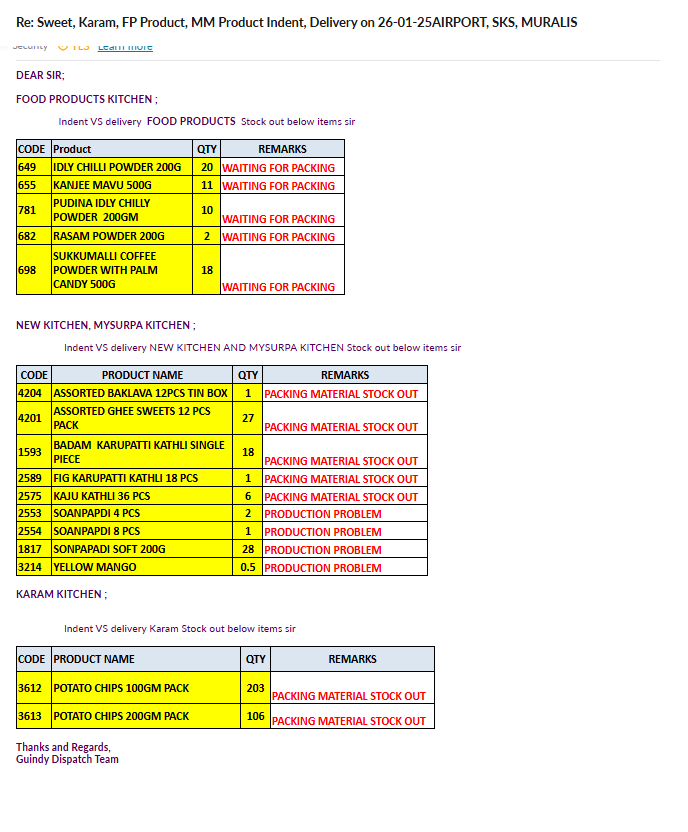 Re: Sweet, Karam, FP Product, MM Product Indent, Delivery on 26-01-25AIRPORT, SKS, MURALIS
Security YES Learn more
DEAR SIR;
FOOD PRODUCTS KITCHEN ;
Indent VS delivery FOOD PRODUCTS Stock out below items sir
CODE Product QTY REMARKS
649 IDLY CHILLI POWDER 200G 20 WAITING FOR PACKING
655 KANJEE MAVU 500G 11 WAITING FOR PACKING
781 PUDINA IDLY CHILLY
POWDER 200GM 10 WAITING FOR PACKING
682 RASAM POWDER 200G 2 WAITING FOR PACKING
698 SUKKUMALLI COFFEE
POWDER WITH PALM
CANDY 500G 18 WAITING FOR PACKING
NEW KITCHEN, MYSURPA KITCHEN ;
Indent VS delivery NEW KITCHEN AND MYSURPA KITCHEN Stock out below items sir
CODE PRODUCT NAME QTY REMARKS
4204 ASSORTED BAKLAVA 12PCS TIN BOX 1 PACKING MATERIAL STOCK OUT
4201 ASSORTED GHEE SWEETS 12 PCS
PACK 27 PACKING MATERIAL STOCK OUT
1593 BADAM KARUPATTI KATHLI SINGLE
PIECE 18 PACKING MATERIAL STOCK OUT
2589 FIG KARUPATTI KATHLI 18 PCS 1 PACKING MATERIAL STOCK OUT
2575 KAJU KATHLI 36 PCS 6 PACKING MATERIAL STOCK OUT
2553 SOANPAPDI 4 PCS 2 PRODUCTION PROBLEM
2554 SOANPAPDI 8 PCS 1 PRODUCTION PROBLEM
1817 SONPAPADI SOFT 200G 28 PRODUCTION PROBLEM
3214 YELLOW MANGO 0.5 PRODUCTION PROBLEM
KARAM KITCHEN ;
Indent VS delivery Karam Stock out below items sir
CODE PRODUCT NAME QTY REMARKS
3612 POTATO CHIPS 100GM PACK 203 PACKING MATERIAL STOCK OUT
3613 POTATO CHIPS 200GM PACK 106 PACKING MATERIAL STOCK OUT
Thanks and Regards,
Guindy Dispatch Team